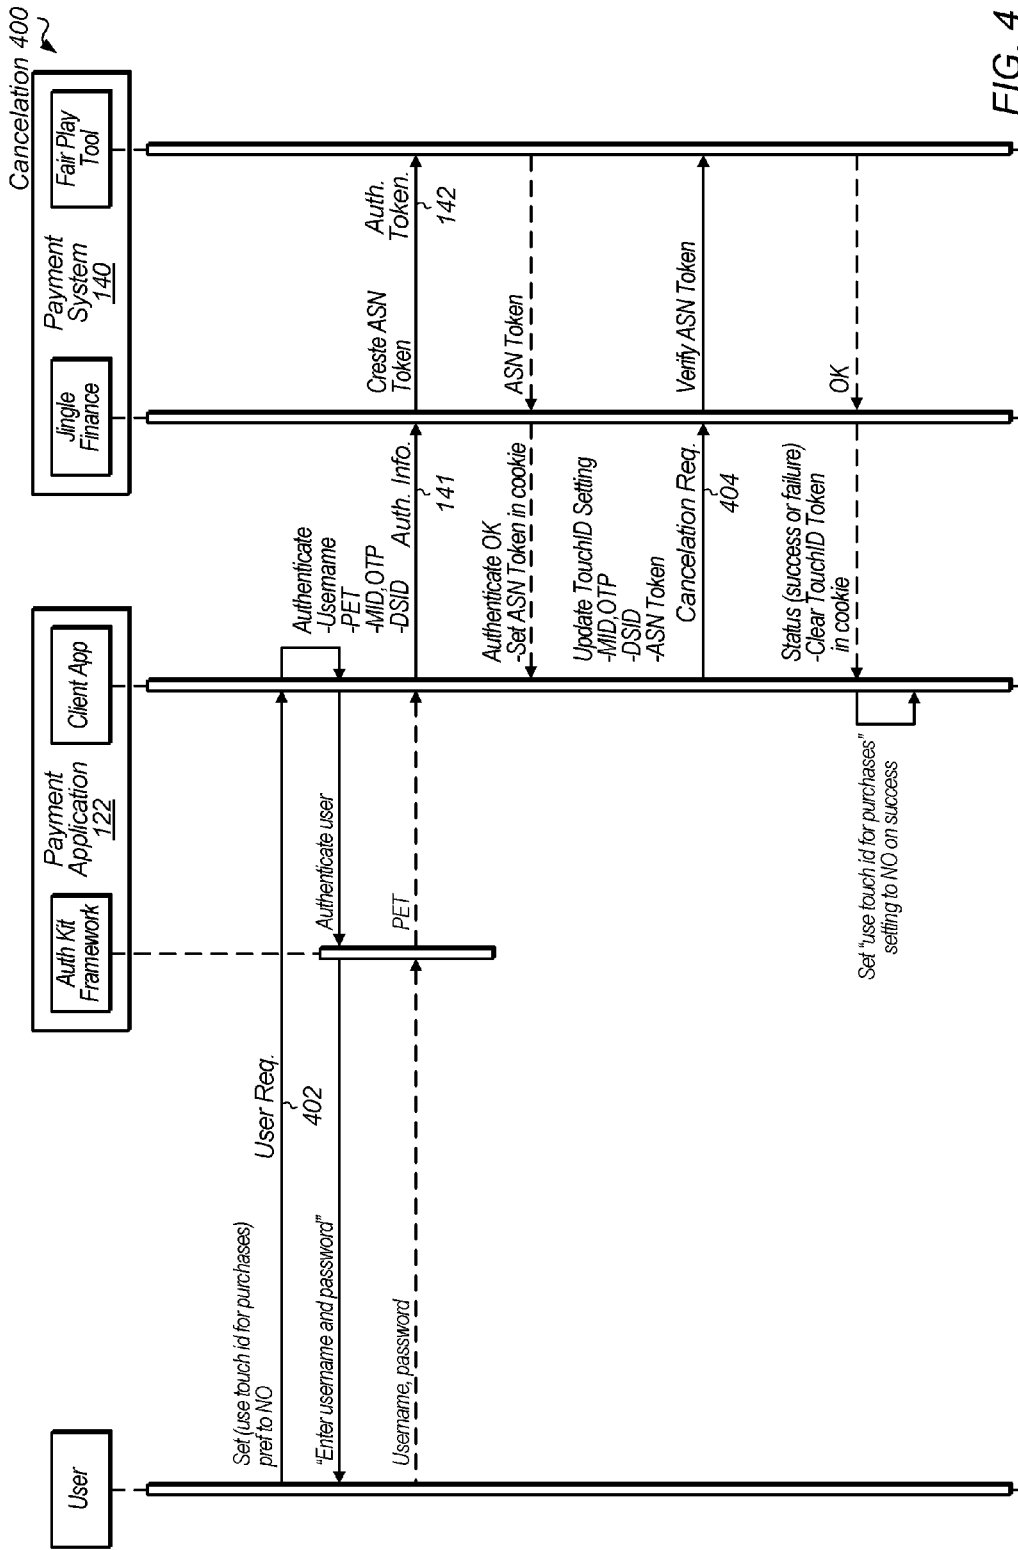 Cancelation 400
User
Auth Kit
Framework
Payment
Application
122
Client App
Jingle
Finance
Payment
System
140
Fair Play
Tool
Set (use touch id for purchases)
pref to NO
User Req.
402
Authenticate
-Username
-PET
-MID,OTP
-DSID
"Enter username and password"
Authenticate user
Username, password
PET
Auth. Info.
141
Creste ASN
Token
Auth.
Token.
142
Authenticate OK
-Set ASN Token in cookie
ASN Token
Update TouchID Setting
-MID,OTP
-DSID
-ASN Token
Cancelation Req.
404
Verify ASN Token
Status (success or failure)
-Clear TouchID Token
in cookie
OK
Set "use touch id for purchases"
setting to NO on success
FIG. 4